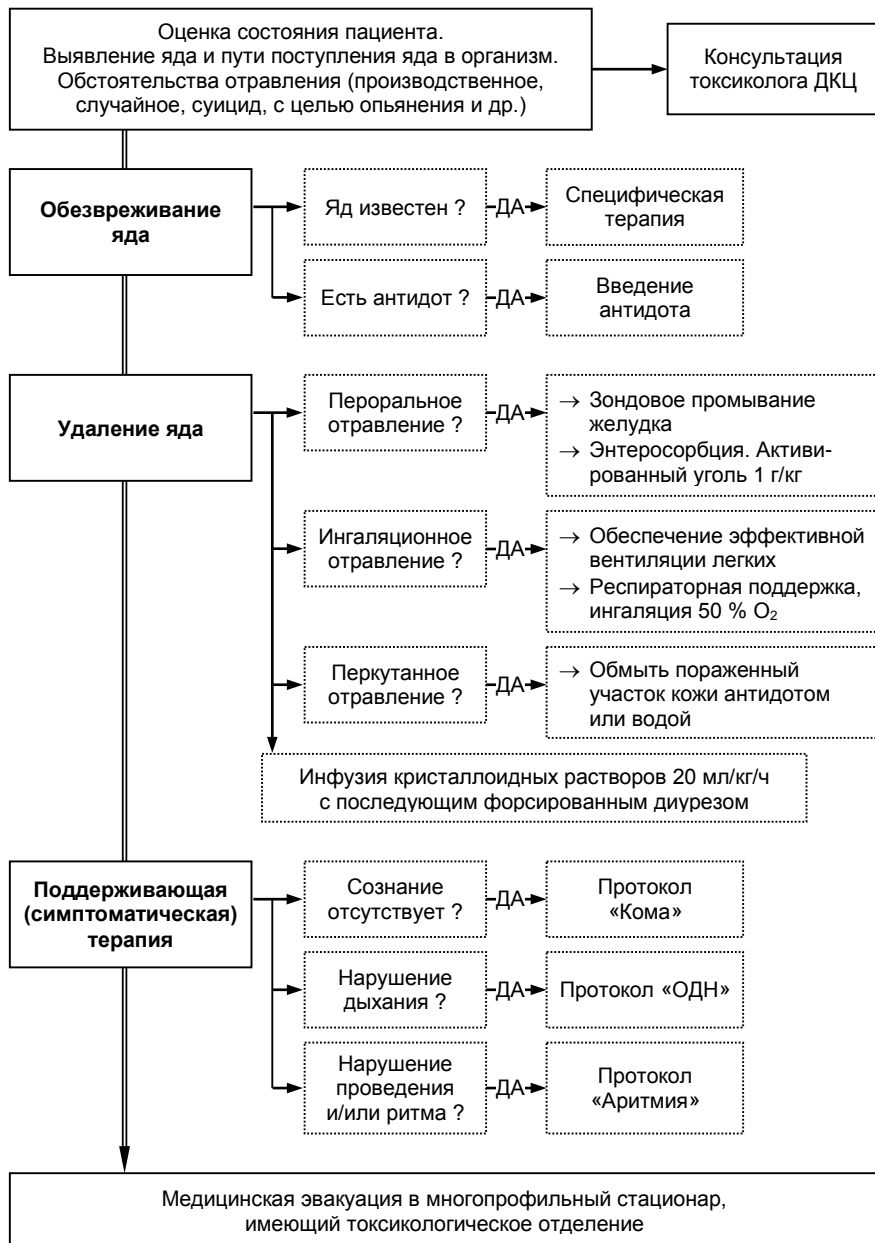 Оценка состояния пациента.
Выявление яда и пути поступления яда в организм.
Обстоятельства отравления (производственное,
случайное, суицид, с целью опьянения и др.)
Консультация
токсиколога ДКЦ
Обезвреживание
яда
Яд известен ?
ДА
Специфическая
терапия
Есть антидот ?
ДА
Введение
антидота
Удаление яда
Пероральное
отравление ?
ДА
→ Зондовое промывание
желудка
→ Энтеросорбция. Активи-
рованный уголь 1 г/кг
Ингаляционное
отравление ?
ДА
→ Обеспечение эффективной
вентиляции легких
→ Респираторная поддержка,
ингаляция 50 % O₂
Перкутанное
отравление ?
ДА
→ Обмыть пораженный
участок кожи антидотом
или водой
Инфузия кристаллоидных растворов 20 мл/кг/ч
с последующим форсированным диурезом
Поддерживающая
(симптоматическая)
терапия
Сознание
отсутствует ?
ДА
Протокол
«Кома»
Нарушение
дыхания ?
ДА
Протокол «ОДН»
Нарушение
проведения
и/или ритма ?
ДА
Протокол
«Аритмия»
Медицинская эвакуация в многопрофильный стационар,
имеющий токсикологическое отделение